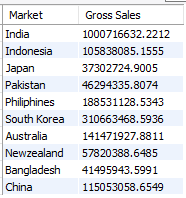 Market Gross Sales
India 1000716632.2212
Indonesia 105838085.1555
Japan 37302724.9005
Pakistan 46294335.8074
Philiphines 188531128.5343
South Korea 310663468.5936
Australia 141471927.8811
Newzealand 57820388.6485
Bangladesh 41495943.5991
China 115053058.6549